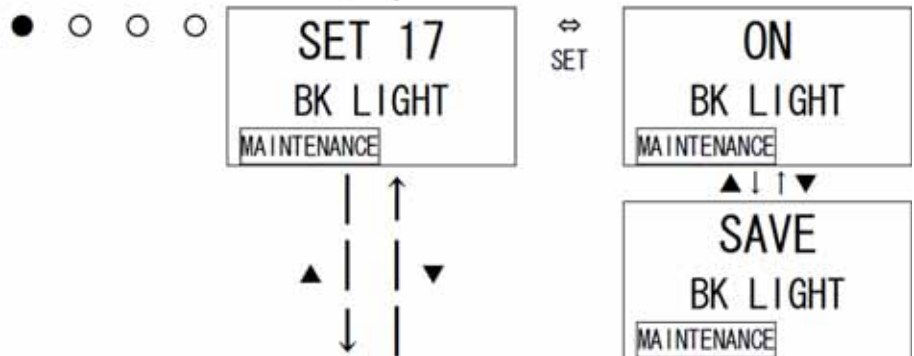 SET 17
BK LIGHT
MAINTENANCE
⇔
SET
ON
BK LIGHT
MAINTENANCE
▲↓↑▼
SAVE
BK LIGHT
MAINTENANCE
▲ ▼